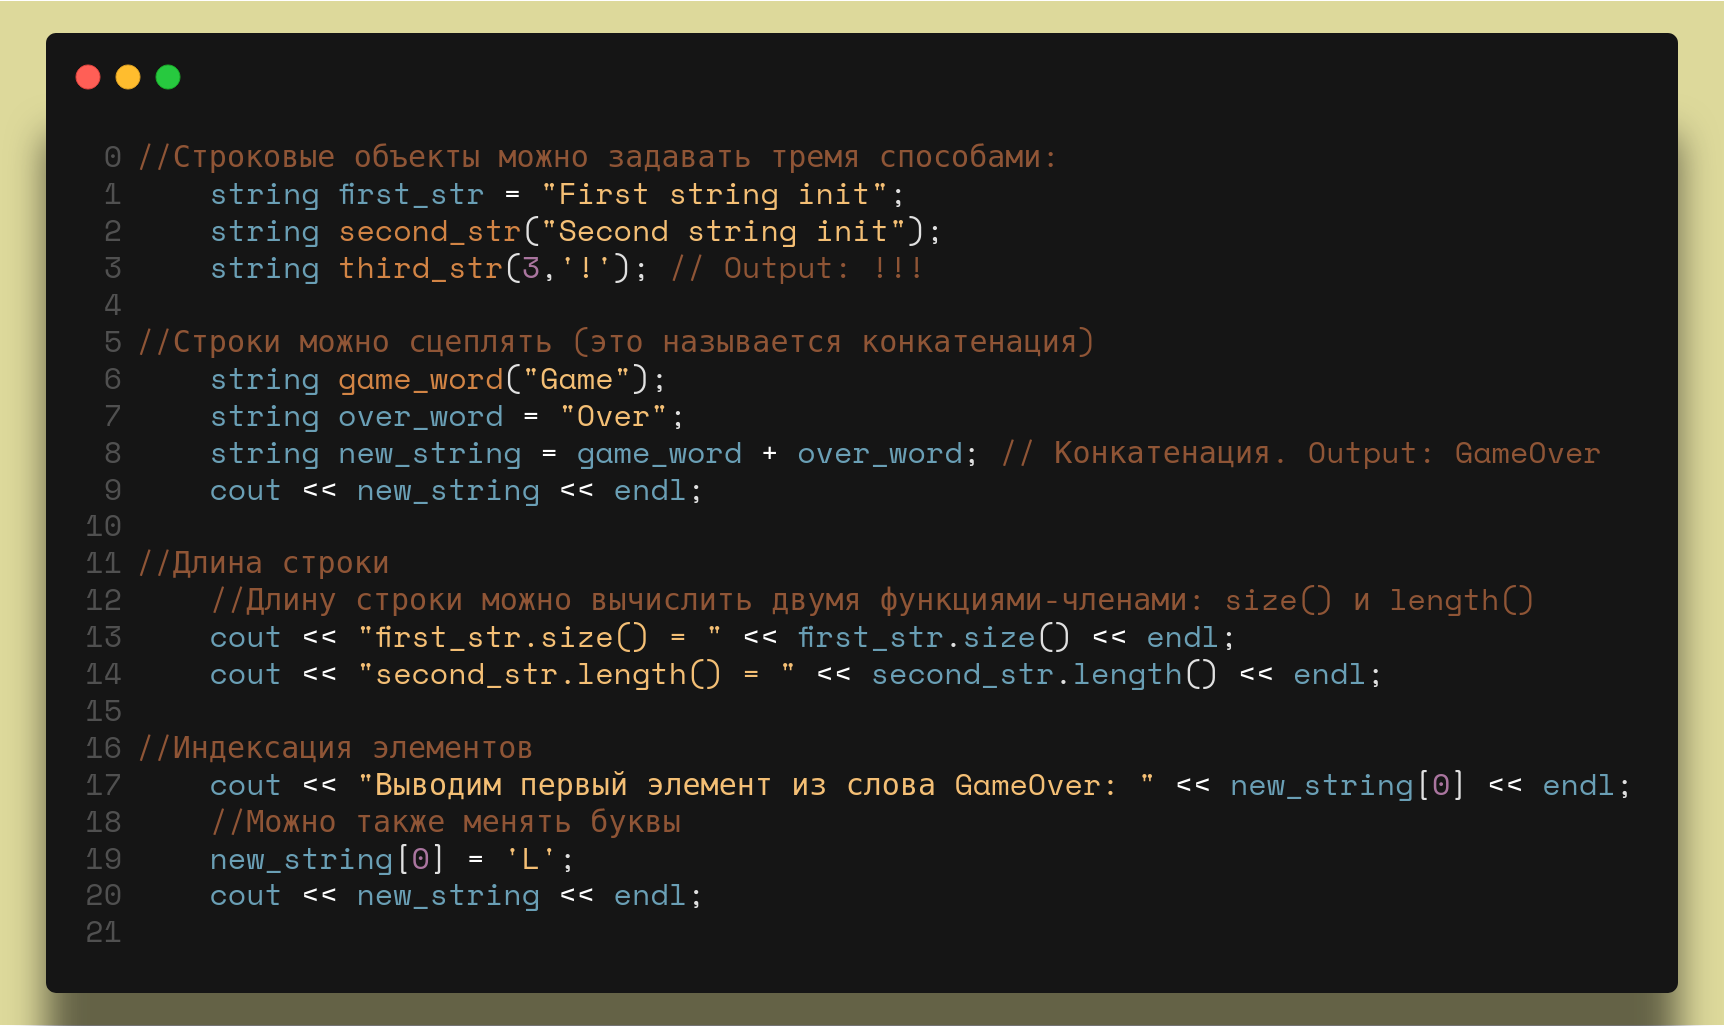 0 //Строковые объекты можно задавать тремя способами:
1     string first_str = "First string init";
2     string second_str("Second string init");
3     string third_str(3,'!'); // Output: !!!
4
5 //Строки можно сцеплять (это называется конкатенация)
6     string game_word("Game");
7     string over_word = "Over";
8     string new_string = game_word + over_word; // Конкатенация. Output: GameOver
9     cout << new_string << endl;
10
11 //Длина строки
12     //Длину строки можно вычислить двумя функциями-членами: size() и length()
13     cout << "first_str.size() = " << first_str.size() << endl;
14     cout << "second_str.length() = " << second_str.length() << endl;
15
16 //Индексация элементов
17     cout << "Выводим первый элемент из слова GameOver: " << new_string[0] << endl;
18     //Можно также менять буквы
19     new_string[0] = 'L';
20     cout << new_string << endl;
21